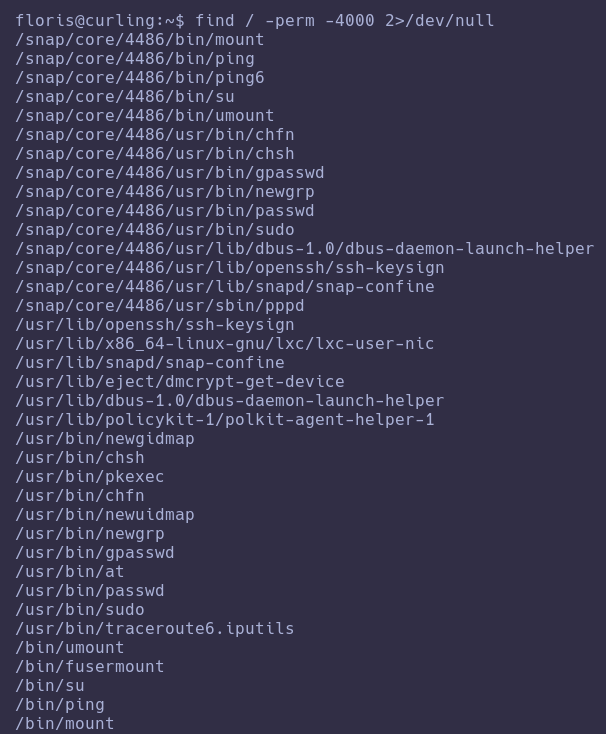 floris@curling:~$ find / -perm -4000 2>/dev/null
/snap/core/4486/bin/mount
/snap/core/4486/bin/ping
/snap/core/4486/bin/ping6
/snap/core/4486/bin/su
/snap/core/4486/bin/umount
/snap/core/4486/usr/bin/chfn
/snap/core/4486/usr/bin/chsh
/snap/core/4486/usr/bin/gpasswd
/snap/core/4486/usr/bin/newgrp
/snap/core/4486/usr/bin/passwd
/snap/core/4486/usr/bin/sudo
/snap/core/4486/usr/lib/dbus-1.0/dbus-daemon-launch-helper
/snap/core/4486/usr/lib/openssh/ssh-keysign
/snap/core/4486/usr/lib/snapd/snap-confine
/snap/core/4486/usr/sbin/pppd
/usr/lib/openssh/ssh-keysign
/usr/lib/x86_64-linux-gnu/lxc/lxc-user-nic
/usr/lib/snapd/snap-confine
/usr/lib/eject/dmcrypt-get-device
/usr/lib/dbus-1.0/dbus-daemon-launch-helper
/usr/lib/policykit-1/polkit-agent-helper-1
/usr/bin/newgidmap
/usr/bin/chsh
/usr/bin/pkexec
/usr/bin/chfn
/usr/bin/newuidmap
/usr/bin/newgrp
/usr/bin/gpasswd
/usr/bin/at
/usr/bin/passwd
/usr/bin/sudo
/usr/bin/traceroute6.iputils
/bin/umount
/bin/fusermount
/bin/su
/bin/ping
/bin/mount